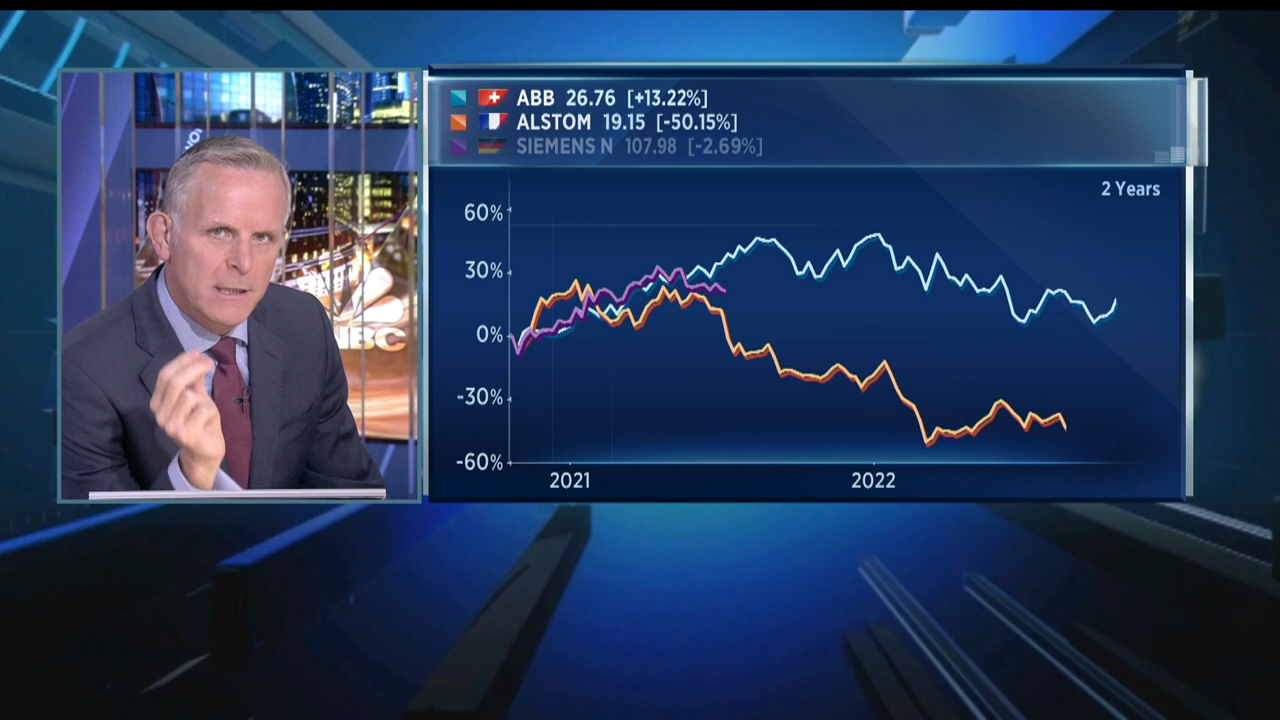 ABB 26.76 [+13.22%]
ALSTOM 19.15 [-50.15%]
SIEMENS N 107.98 [-2.69%]
2 Years
60%
30%
0%
-30%
-60%
2021
2022